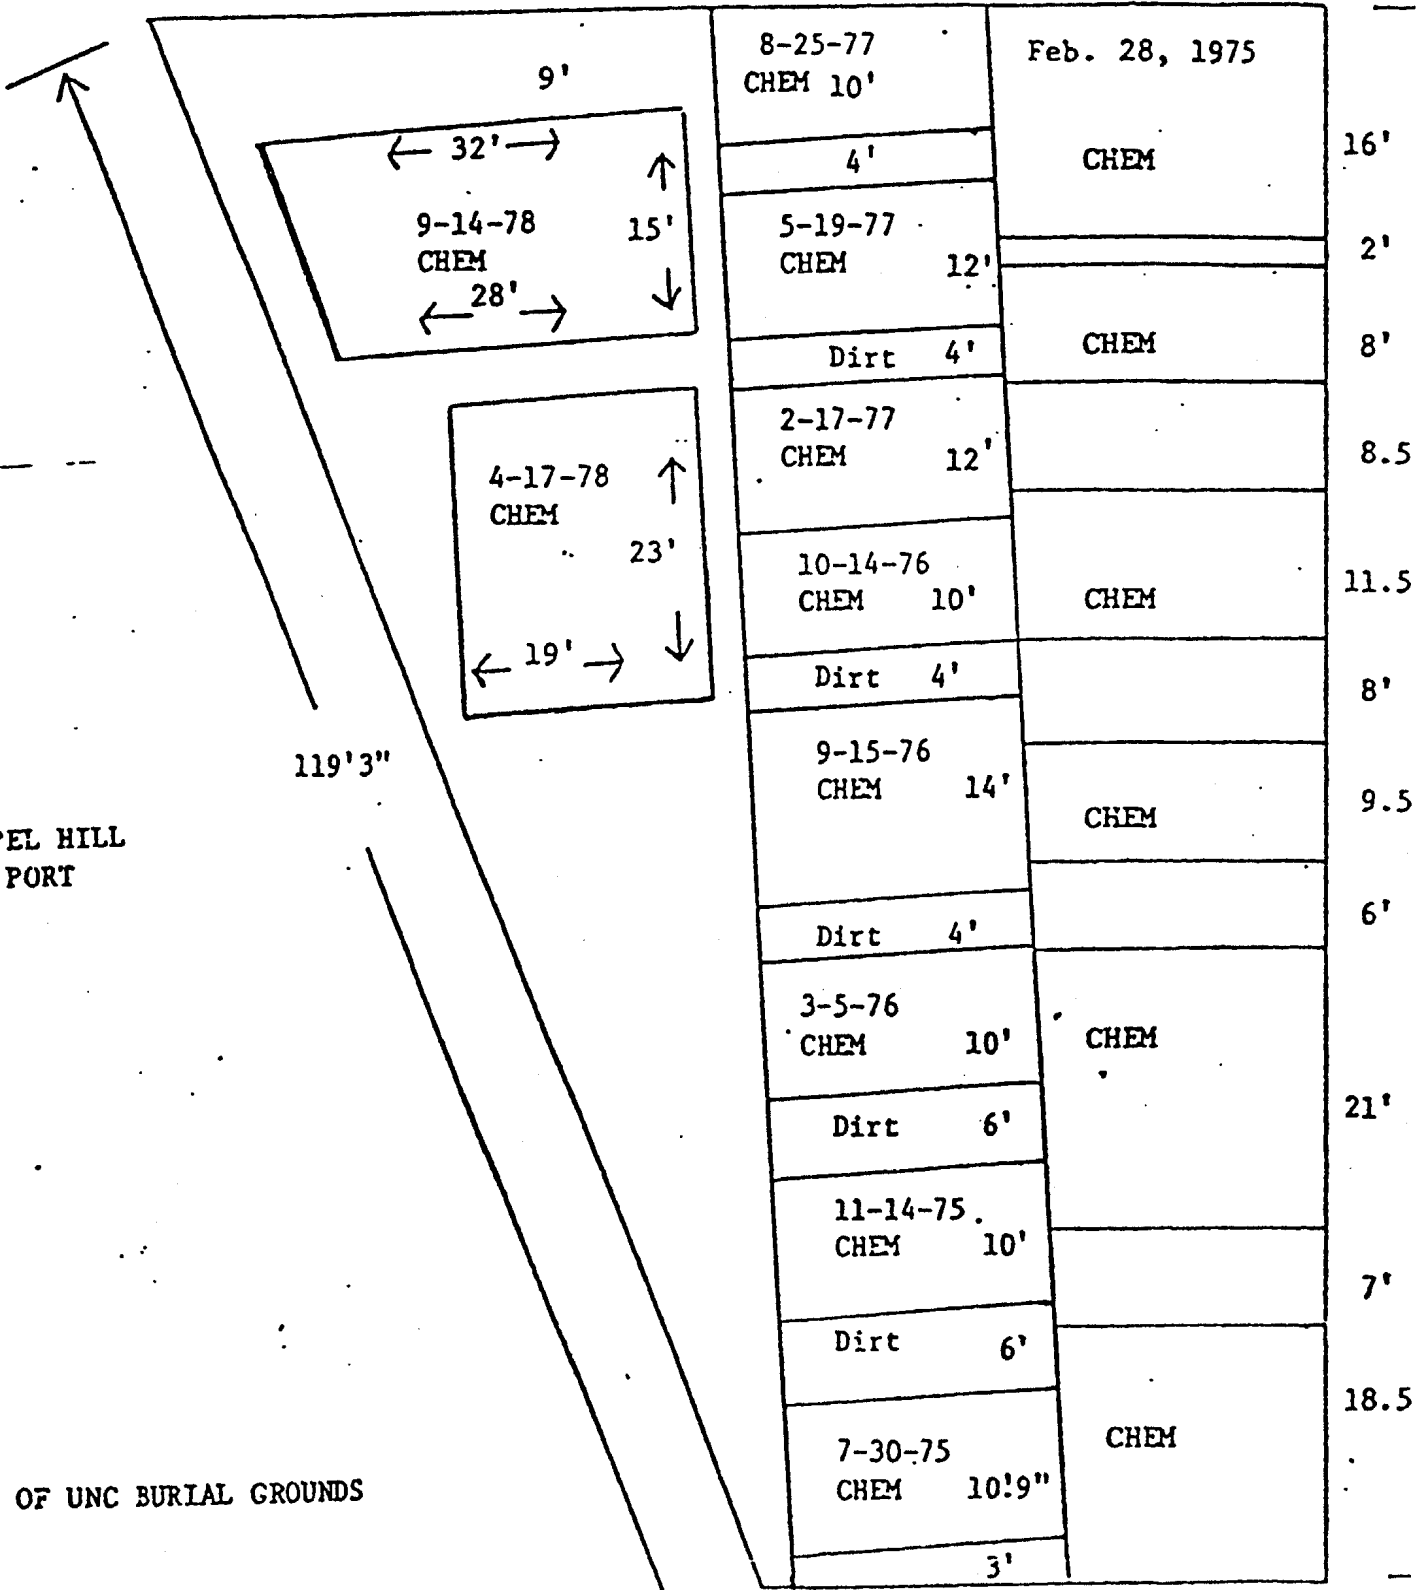 9'
32'
9-14-78
15'
CHEM
28'
4-17-78
CHEM
23'
19'
119'3"
HILL
PORT
OF UNC BURIAL GROUNDS
8-25-77
CHEM 10'
4'
5-19-77
CHEM 12'
Dirt 4'
2-17-77
CHEM 12'
10-14-76
CHEM 10'
Dirt 4'
9-15-76
CHEM 14'
Dirt 4'
3-5-76
CHEM 10'
Dirt 6'
11-14-75
CHEM 10'
Dirt 6'
7-30-75
CHEM 10'9"
3'
Feb. 28, 1975
16'
CHEM
2'
CHEM 8'
8.5
CHEM 11.5
8'
CHEM 9.5
6'
CHEM
21'
7'
18.5
CHEM